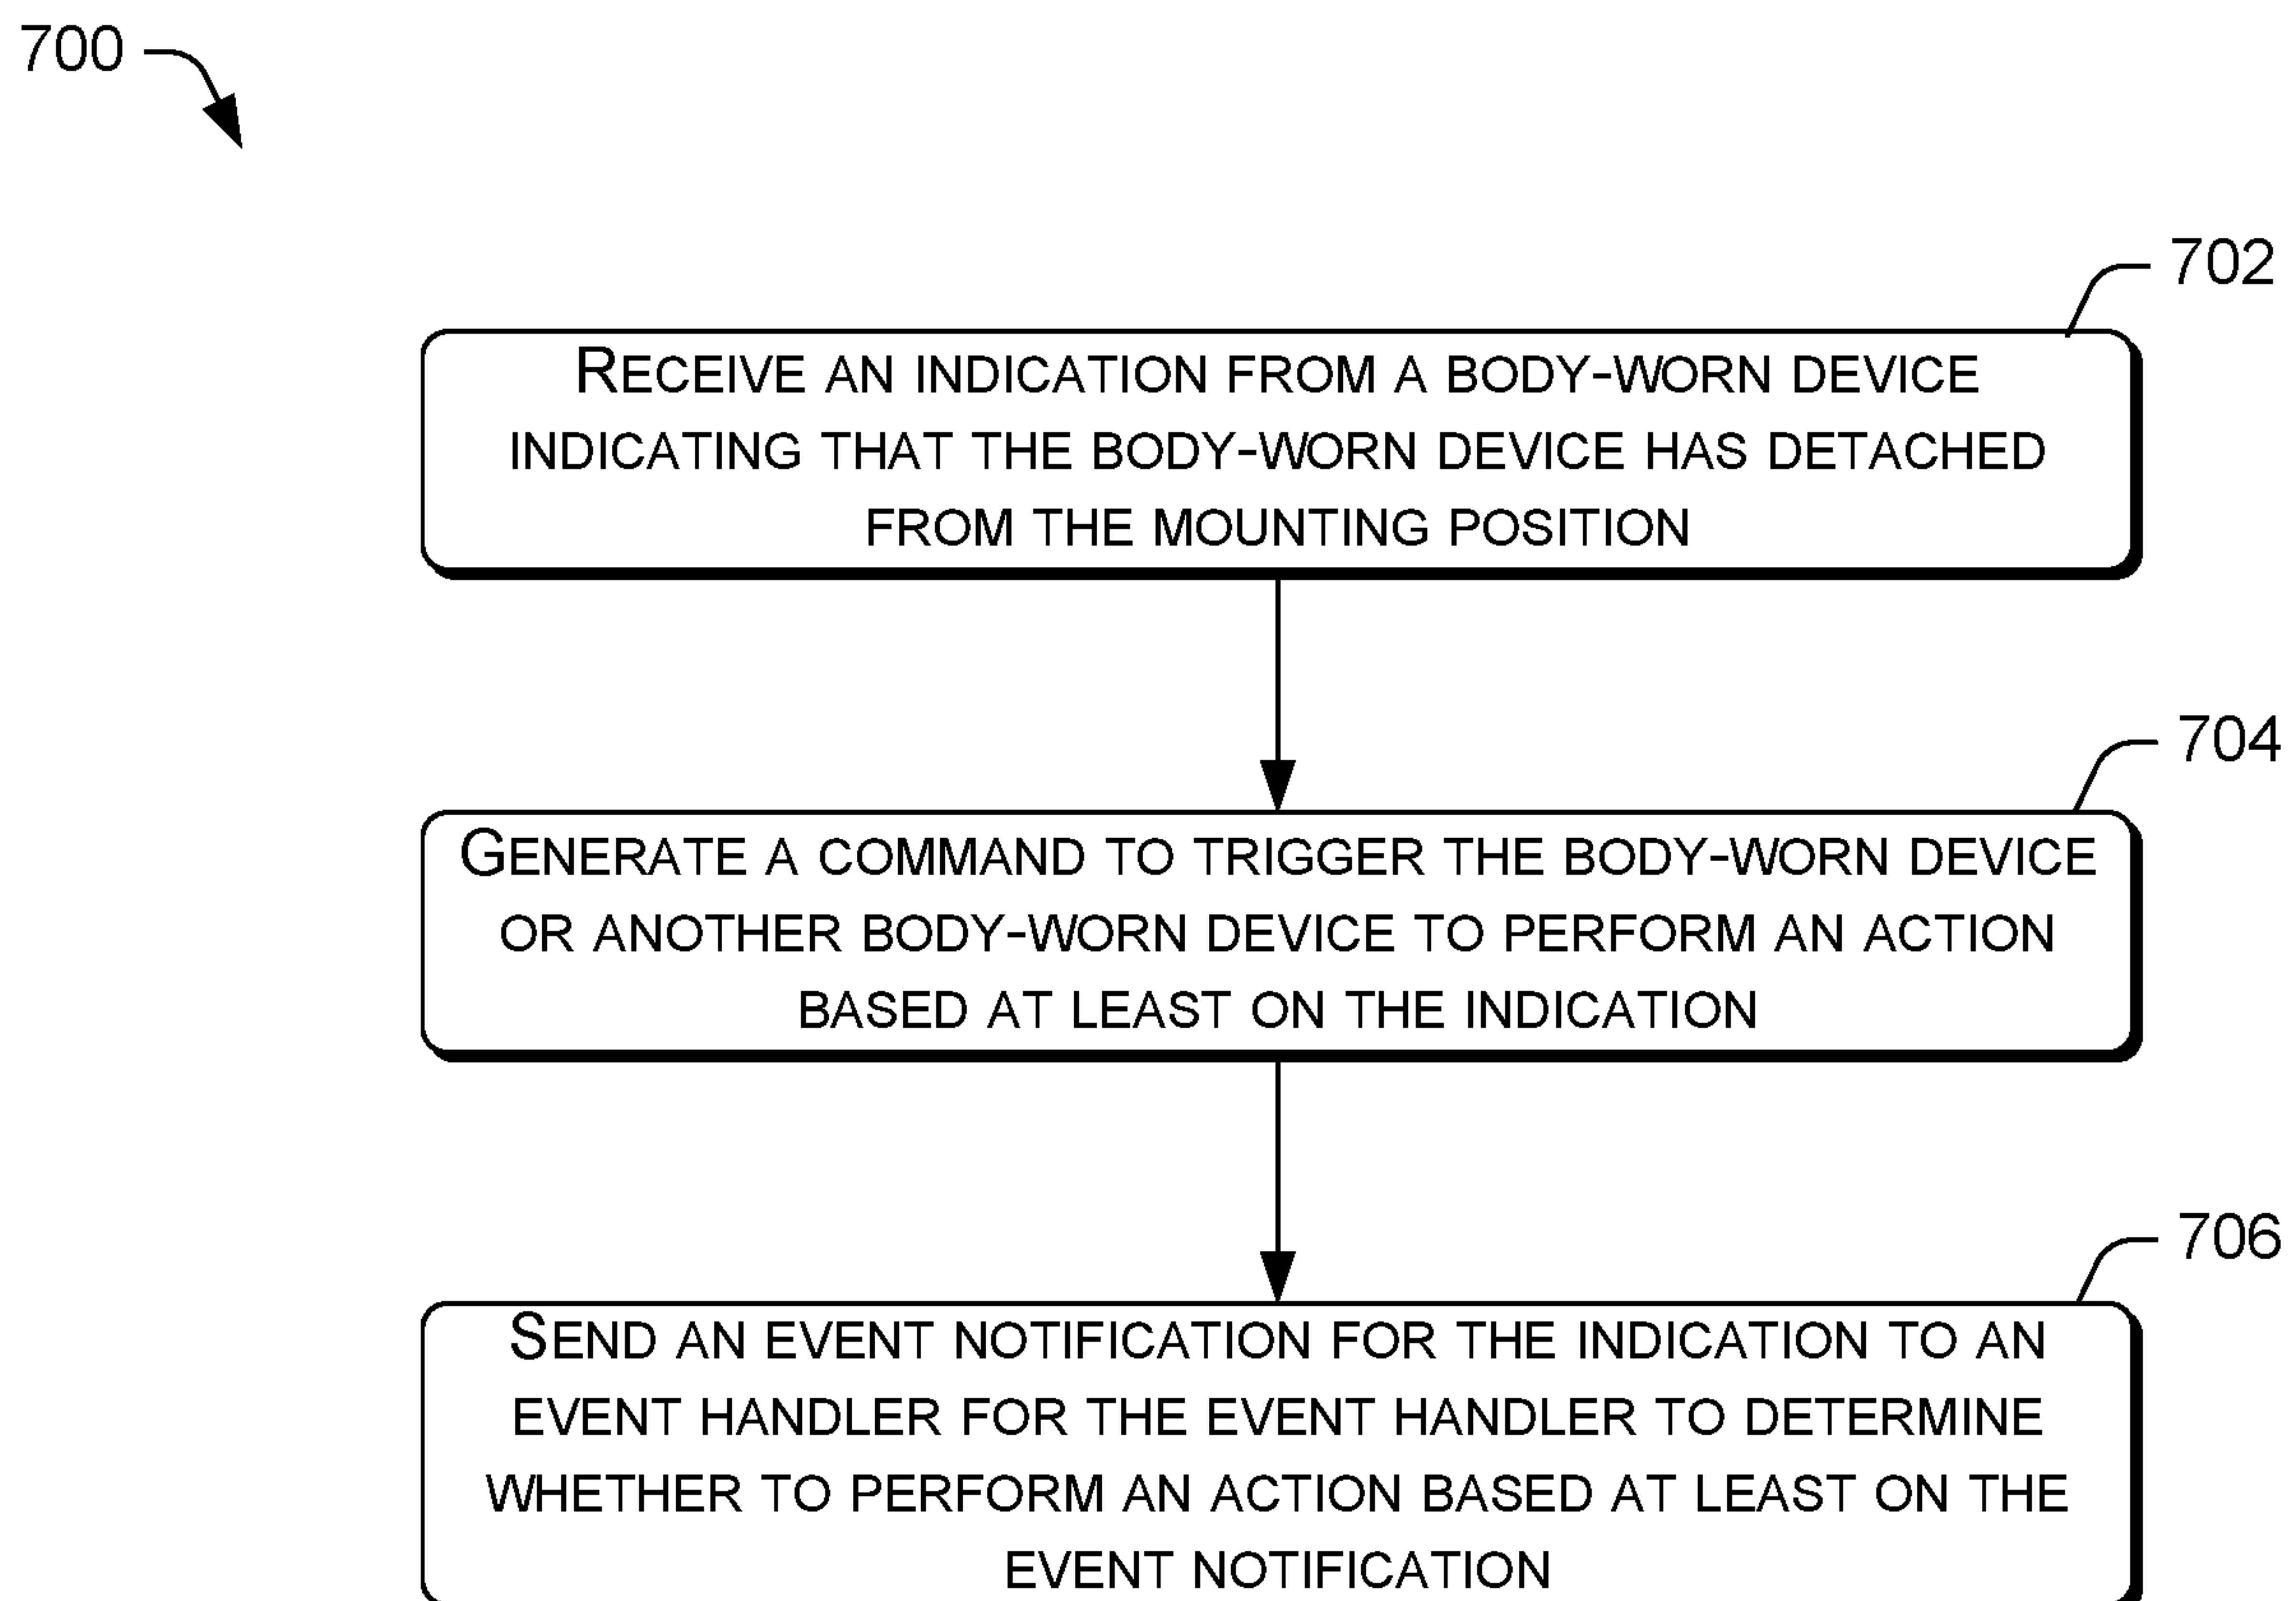 700
702
RECEIVE AN INDICATION FROM A BODY-WORN DEVICE
INDICATING THAT THE BODY-WORN DEVICE HAS DETACHED
FROM THE MOUNTING POSITION
704
GENERATE A COMMAND TO TRIGGER THE BODY-WORN DEVICE
OR ANOTHER BODY-WORN DEVICE TO PERFORM AN ACTION
BASED AT LEAST ON THE INDICATION
706
SEND AN EVENT NOTIFICATION FOR THE INDICATION TO AN
EVENT HANDLER FOR THE EVENT HANDLER TO DETERMINE
WHETHER TO PERFORM AN ACTION BASED AT LEAST ON THE
EVENT NOTIFICATION